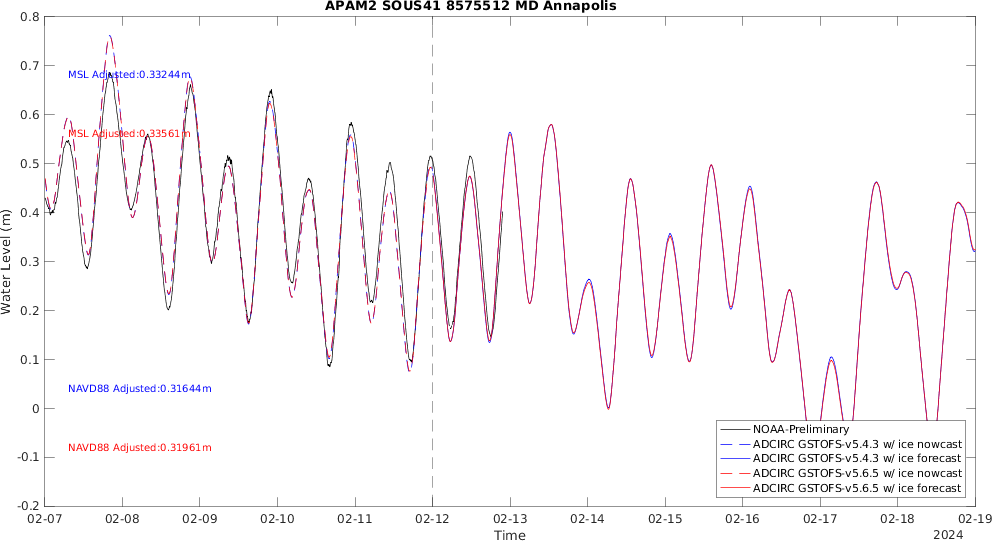 APAM2 SOUS41 8575512 MD Annapolis
0.8
0.7
0.6
0.5
0.4
0.3
0.2
0.1
0
-0.1
-0.2
Water Level (m)
MSL Adjusted:0.33244m
MSL Adjusted:0.33561m
NAVD88 Adjusted:0.31644m
NAVD88 Adjusted:0.31961m
NOAA-Preliminary
ADCIRC GSTOFS-v5.4.3 w/ ice nowcast
ADCIRC GSTOFS-v5.4.3 w/ ice forecast
ADCIRC GSTOFS-v5.6.5 w/ ice nowcast
ADCIRC GSTOFS-v5.6.5 w/ ice forecast
02-07 02-08 02-09 02-10 02-11 02-12 02-13 02-14 02-15 02-16 02-17 02-18 02-19
Time
2024